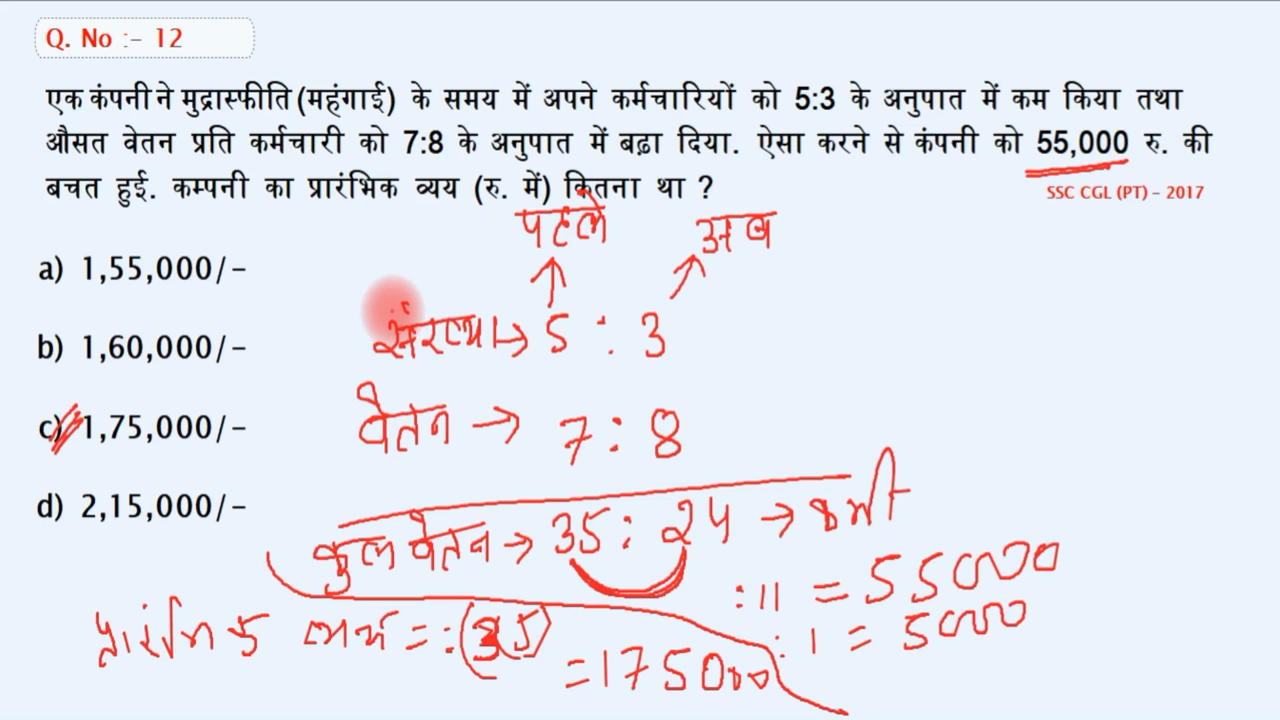 Q. No :- 12
एक कंपनी ने मुद्रास्फीति (महंगाई) के समय में अपने कर्मचारियों को 5:3 के अनुपात में कम किया तथा
औसत वेतन प्रति कर्मचारी को 7:8 के अनुपात में बढ़ा दिया. ऐसा करने से कंपनी को 55,000 रु. की
बचत हुई. कम्पनी का प्रारंभिक व्यय (रु. में) कितना था ?
SSC CGL (PT) – 2017
पहले अब
a) 1,55,000/-
संख्या → 5 : 3
b) 1,60,000/-
वेतन → 7 : 8
c) 1,75,000/-
d) 2,15,000/-
कुल वेतन → 35 : 24 →
: 11 = 55000
: 1 = 5000
प्रारंभिक व्यय = : (35)
= 175000